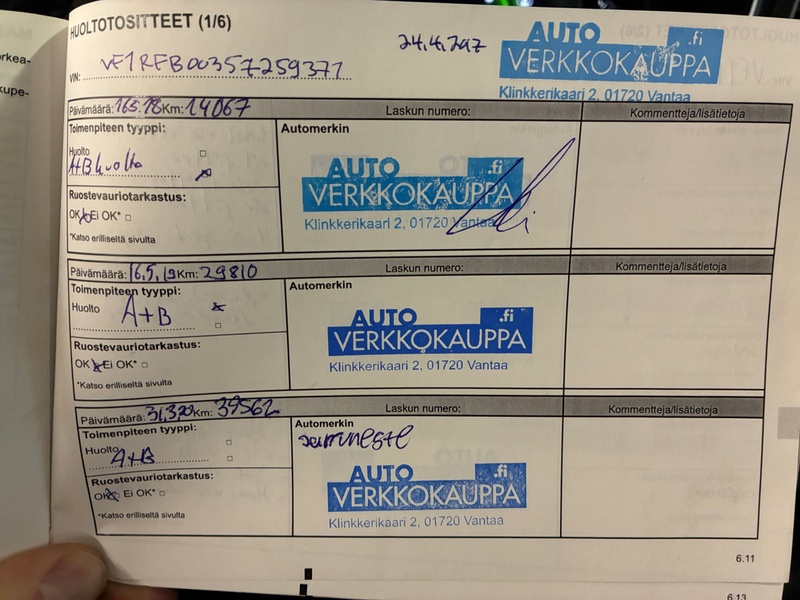 HUOLTOTOSITTEET (1/6)
24.4.2017
AUTO .fi
VERKKOKAUPPA
Klinkkerikaari 2, 01720 Vantaa
VIN: VF1RFB00357259371
Päivämäärä: 16.5.18 Km: 14067 Laskun numero: Kommentteja/lisätietoja
Toimenpiteen tyyppi: Automerkin
Huolto
A+B huolto
AUTO .fi
VERKKOKAUPPA
Klinkkerikaari 2, 01720 Vantaa
Ruostevauriotarkastus:
OK Ei OK*
*Katso erilliseltä sivulta
Päivämäärä: 16.5.19 Km: 29810 Laskun numero: Kommentteja/lisätietoja
Toimenpiteen tyyppi: Automerkin
Huolto A+B
AUTO .fi
VERKKOKAUPPA
Klinkkerikaari 2, 01720 Vantaa
Ruostevauriotarkastus:
OK Ei OK*
*Katso erilliseltä sivulta
Päivämäärä: 31.3.20 Km: 39562 Laskun numero: Kommentteja/lisätietoja
Toimenpiteen tyyppi: Automerkin
Huolto
A+B
AUTO .fi
VERKKOKAUPPA
Klinkkerikaari 2, 01720 Vantaa
Ruostevauriotarkastus:
OK Ei OK*
*Katso erilliseltä sivulta
6.11
6.13